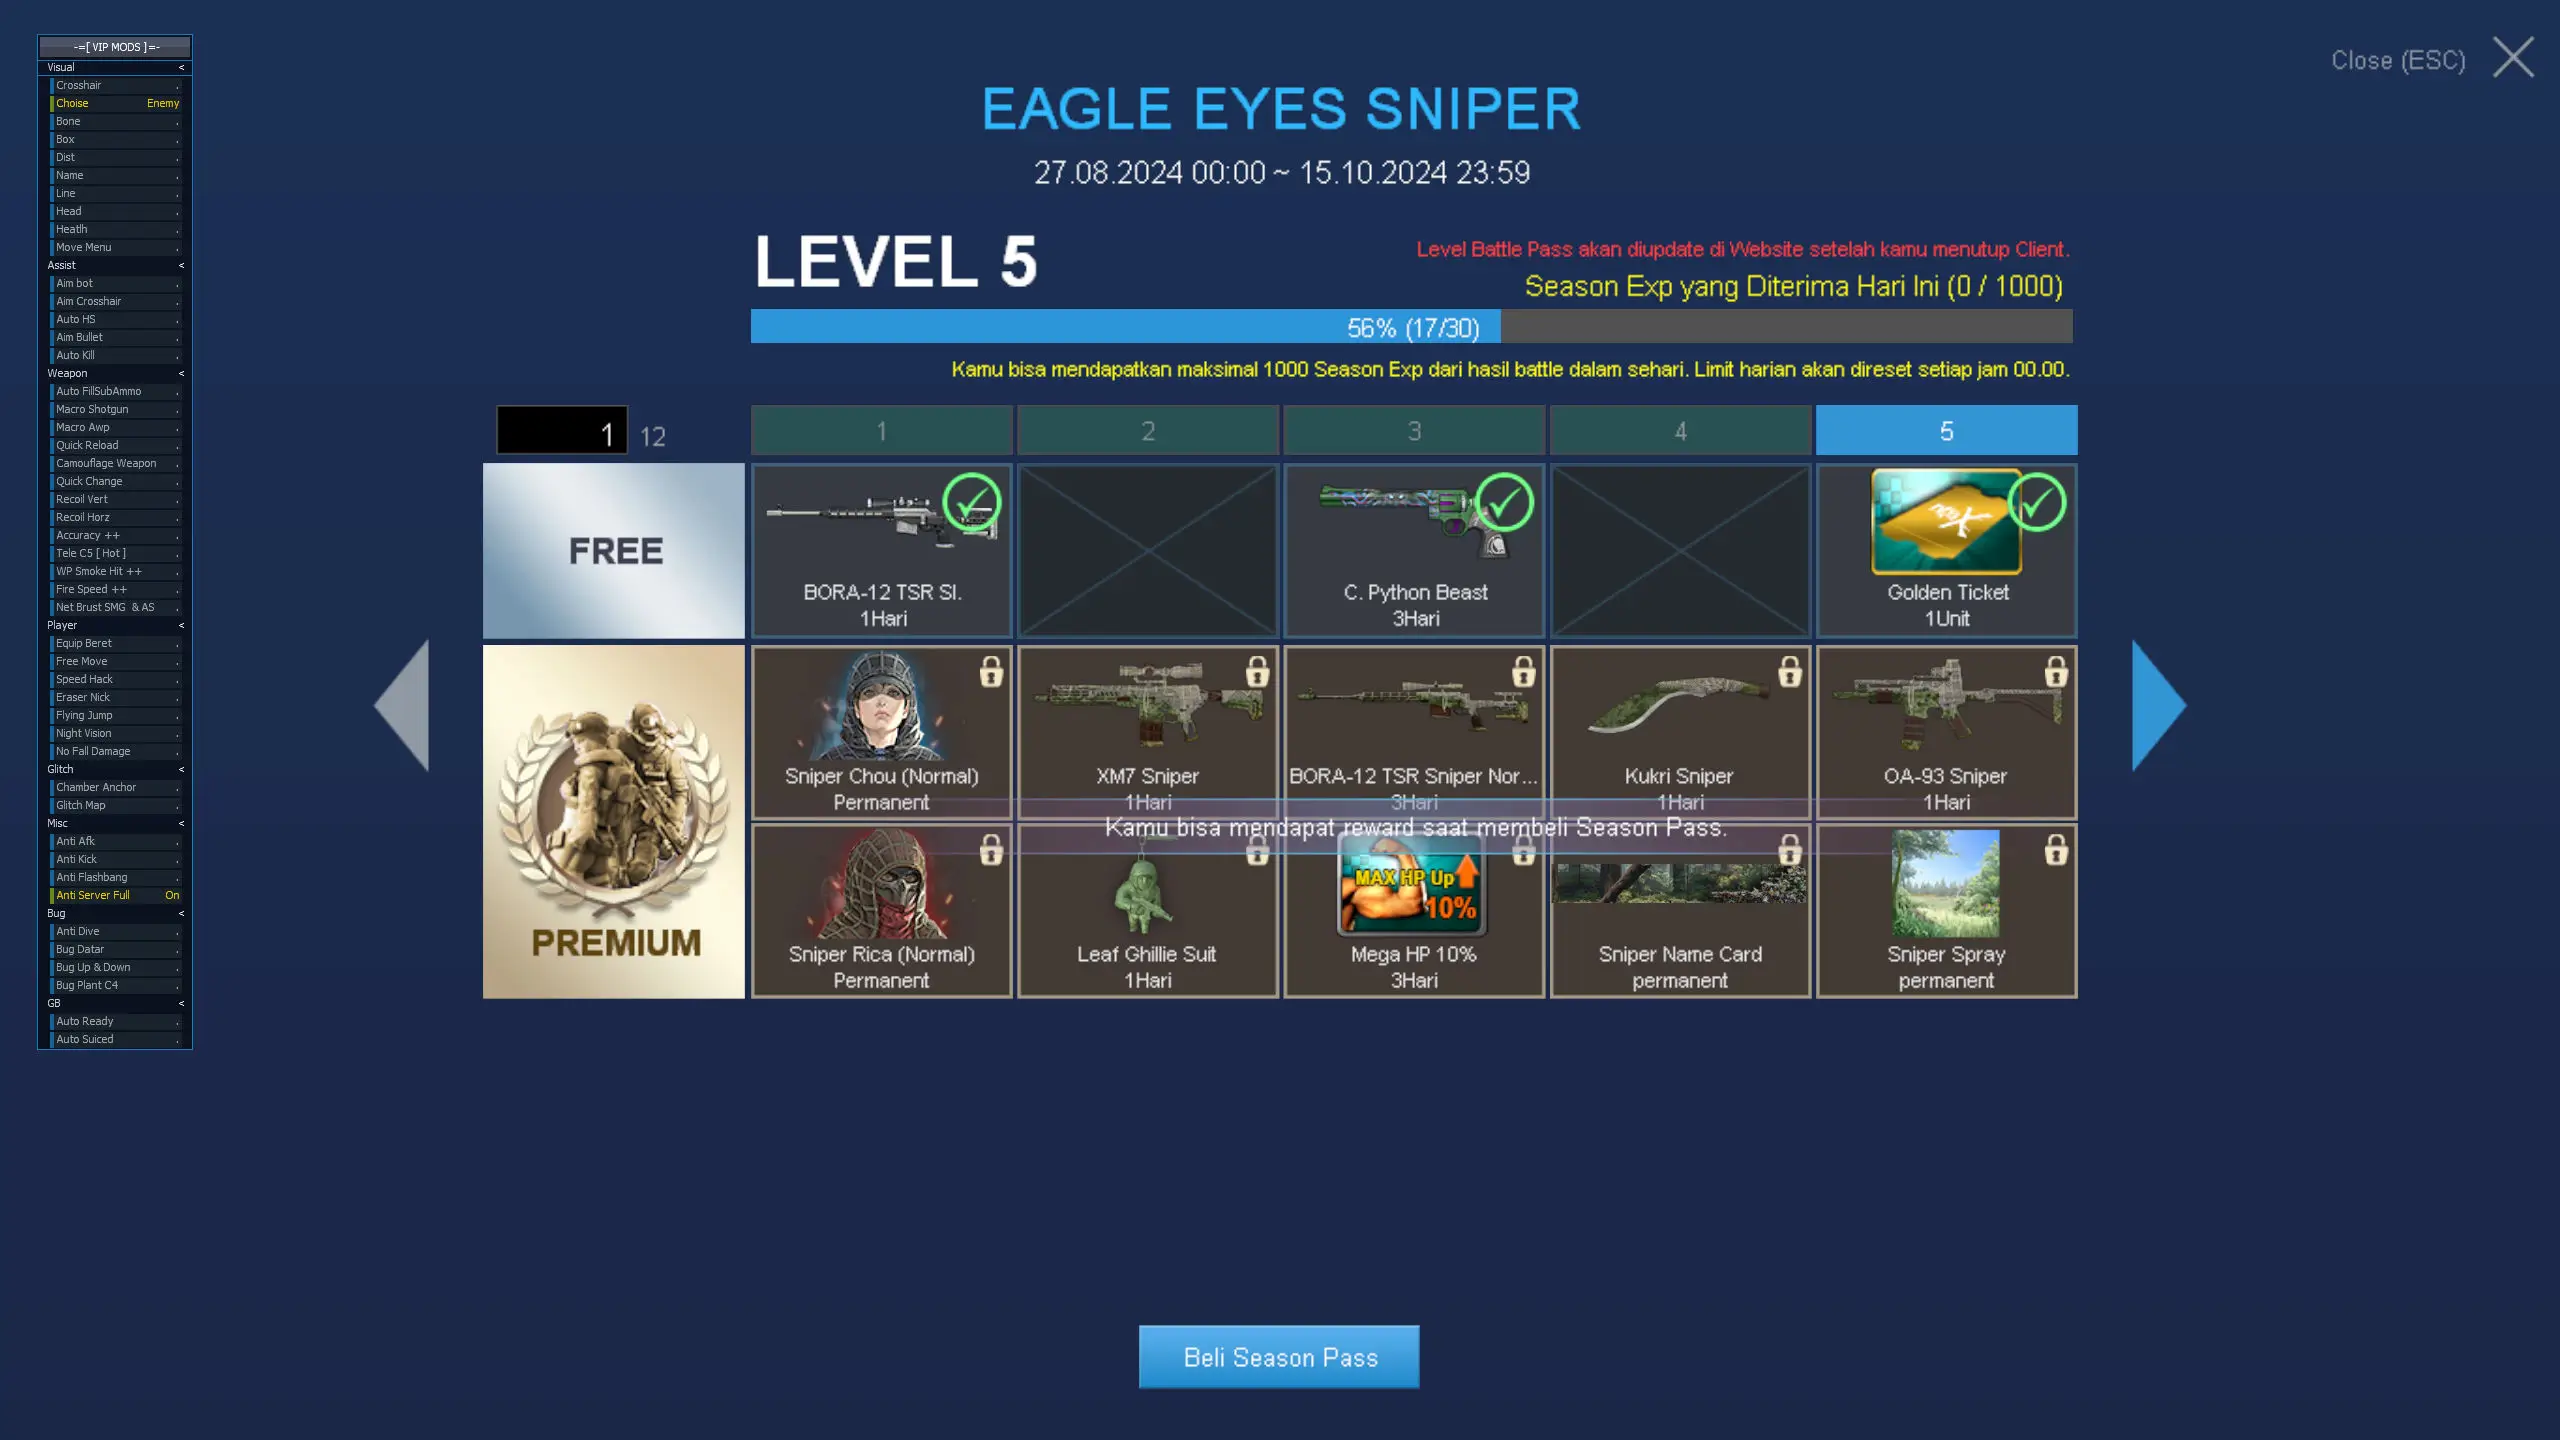 -=[ VIP MODS ]=-
Visual <
Crosshair .
Choise Enemy
Bone .
Box .
Dist .
Name .
Line .
Head .
Heatlh .
Move Menu .
Assist <
Aim bot .
Aim Crosshair .
Auto HS .
Aim Bullet .
Auto Kill .
Weapon <
Auto FillSubAmmo .
Macro Shotgun .
Macro Awp .
Quick Reload .
Camouflage Weapon .
Quick Change .
Recoil Vert .
Recoil Horz .
Accuracy ++ .
Tele C5 [ Hot ] .
WP Smoke Hit ++ .
Fire Speed ++ .
Net Brust SMG & AS .
Player <
Equip Beret .
Free Move .
Speed Hack .
Eraser Nick .
Flying Jump .
Night Vision .
No Fall Damage .
Glitch <
Chamber Anchor .
Glitch Map .
Misc <
Anti Afk .
Anti Kick .
Anti Flashbang .
Anti Server Full On
Bug <
Anti Dive .
Bug Datar .
Bug Up & Down .
Bug Plant C4 .
GB <
Auto Ready .
Auto Suiced .
Close (ESC)
EAGLE EYES SNIPER
27.08.2024 00:00 ~ 15.10.2024 23:59
LEVEL 5
Level Battle Pass akan diupdate di Website setelah kamu menutup Client.
Season Exp yang Diterima Hari Ini (0 / 1000)
56% (17/30)
Kamu bisa mendapatkan maksimal 1000 Season Exp dari hasil battle dalam sehari. Limit harian akan direset setiap jam 00.00.
1 12
1 2 3 4 5
FREE
BORA-12 TSR SI.
1Hari
C. Python Beast
3Hari
Golden Ticket
1Unit
PREMIUM
Sniper Chou (Normal)
Permanent
XM7 Sniper
1Hari
BORA-12 TSR Sniper Nor...
3Hari
Kukri Sniper
1Hari
OA-93 Sniper
1Hari
Kamu bisa mendapat reward saat membeli Season Pass.
Sniper Rica (Normal)
Permanent
Leaf Ghillie Suit
1Hari
MAX HP Up
10%
Mega HP 10%
3Hari
Sniper Name Card
permanent
Sniper Spray
permanent
Beli Season Pass